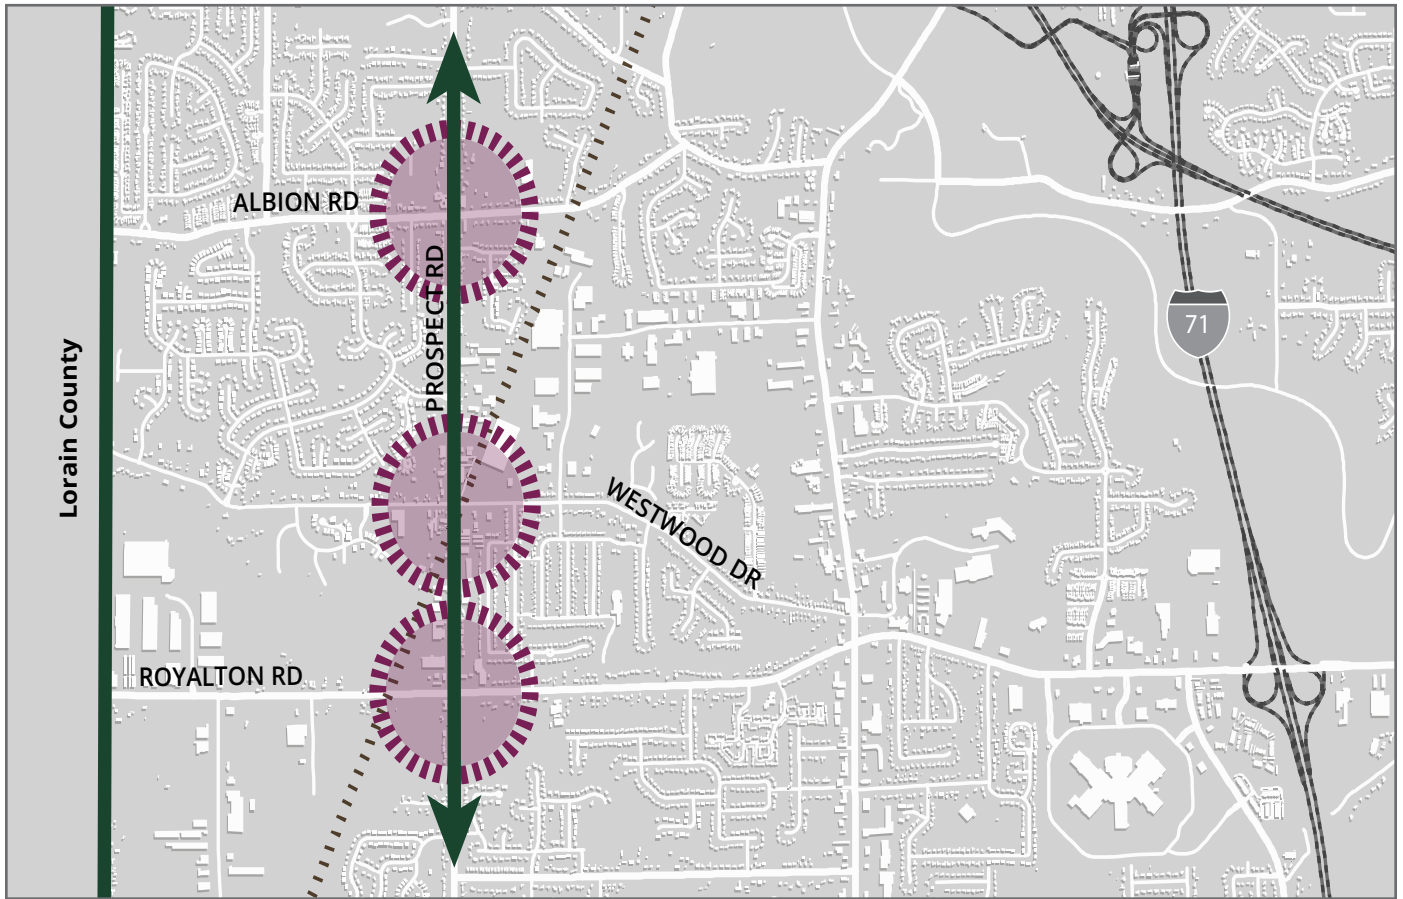 ALBION RD
PROSPECT RD
71
Lorain County
WESTWOOD DR
ROYALTON RD